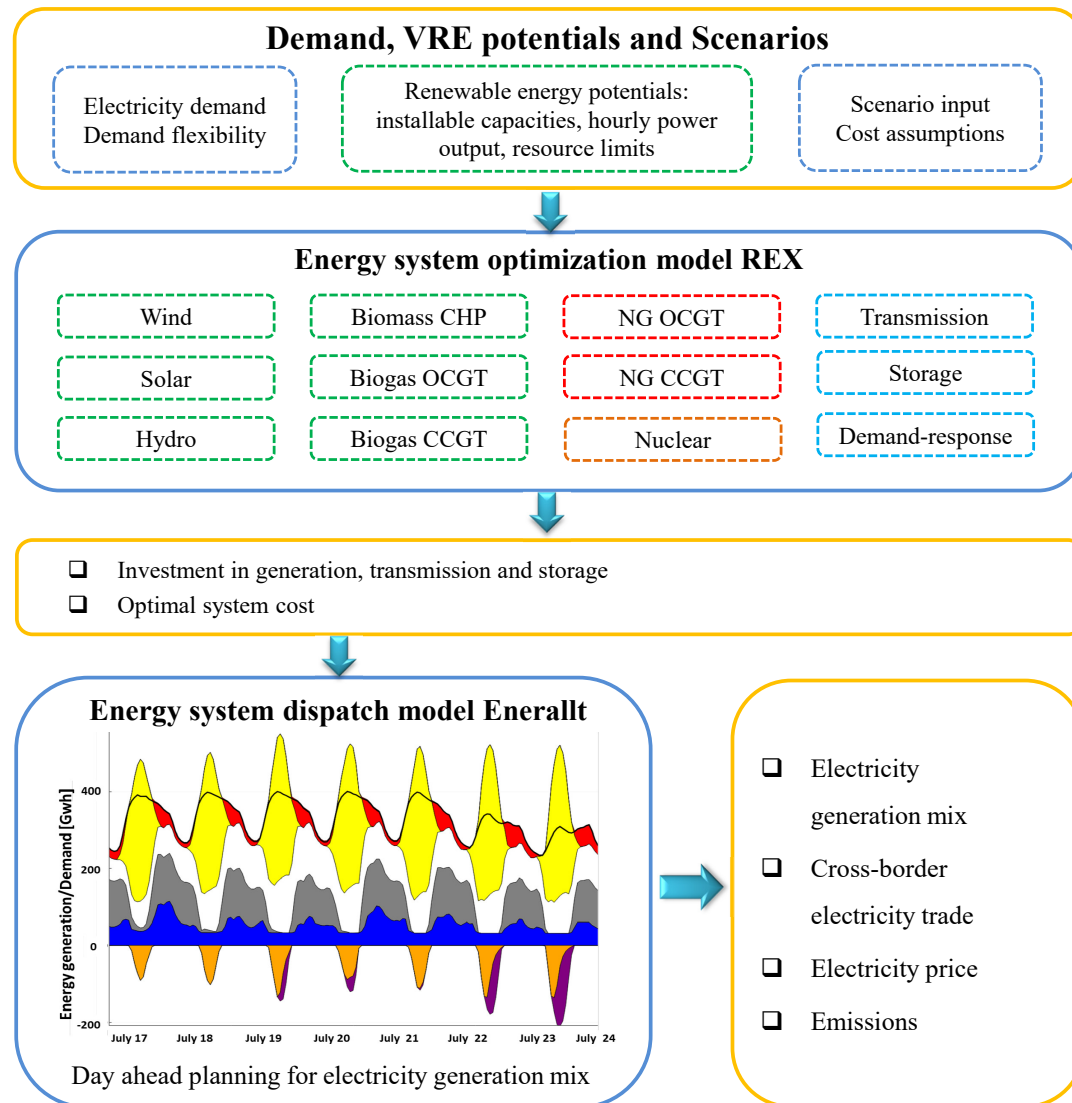 Demand, VRE potentials and Scenarios
Electricity demand
Demand flexibility
Renewable energy potentials:
installable capacities, hourly power
output, resource limits
Scenario input
Cost assumptions
Energy system optimization model REX
Wind
Biomass CHP
NG OCGT
Transmission
Solar
Biogas OCGT
NG CCGT
Storage
Hydro
Biogas CCGT
Nuclear
Demand-response
Investment in generation, transmission and storage
Optimal system cost
Energy system dispatch model Enerallt
Energy generation/Demand [Gwh]
400
200
0
-200
July 17
July 18
July 19
July 20
July 21
July 22
July 23
July 24
Day ahead planning for electricity generation mix
Electricity
generation mix
Cross-border
electricity trade
Electricity price
Emissions